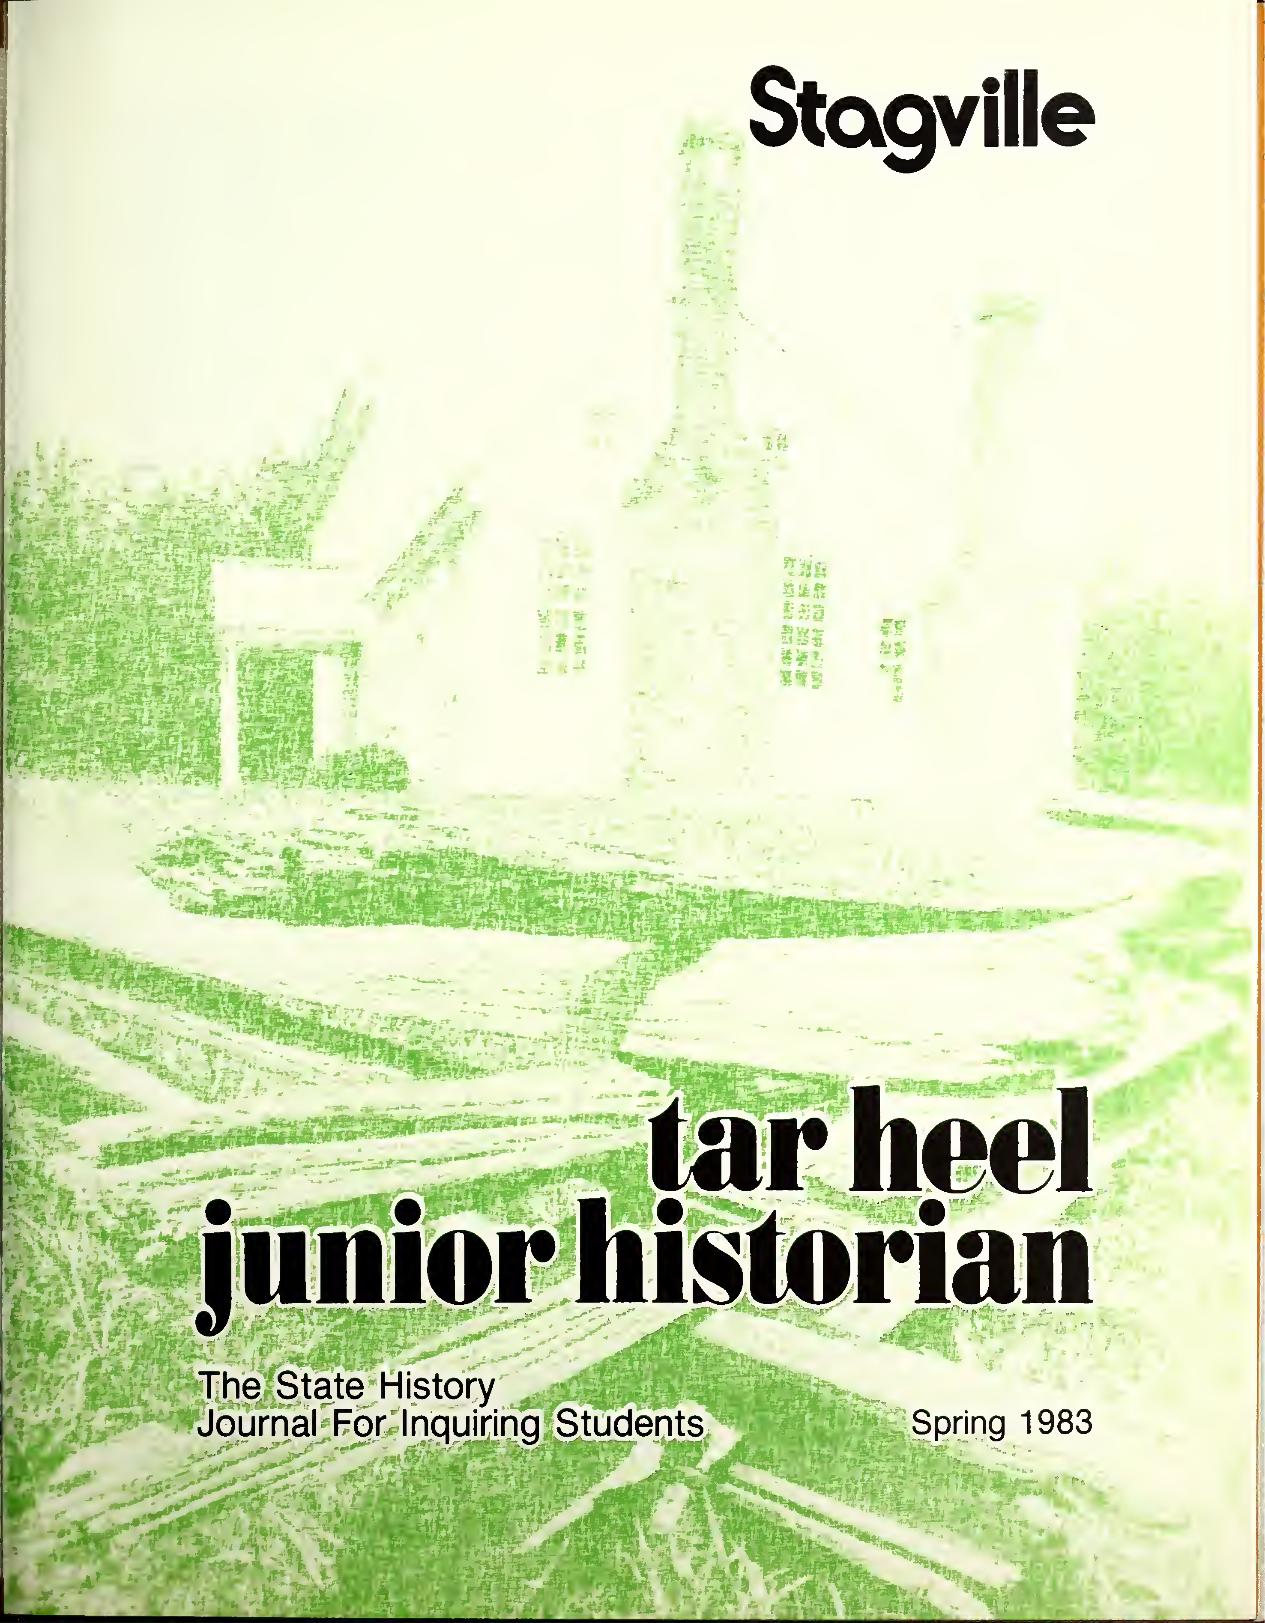 Stagville
tar heel
junior historian
The State History
Journal For Inquiring Students
Spring 1983